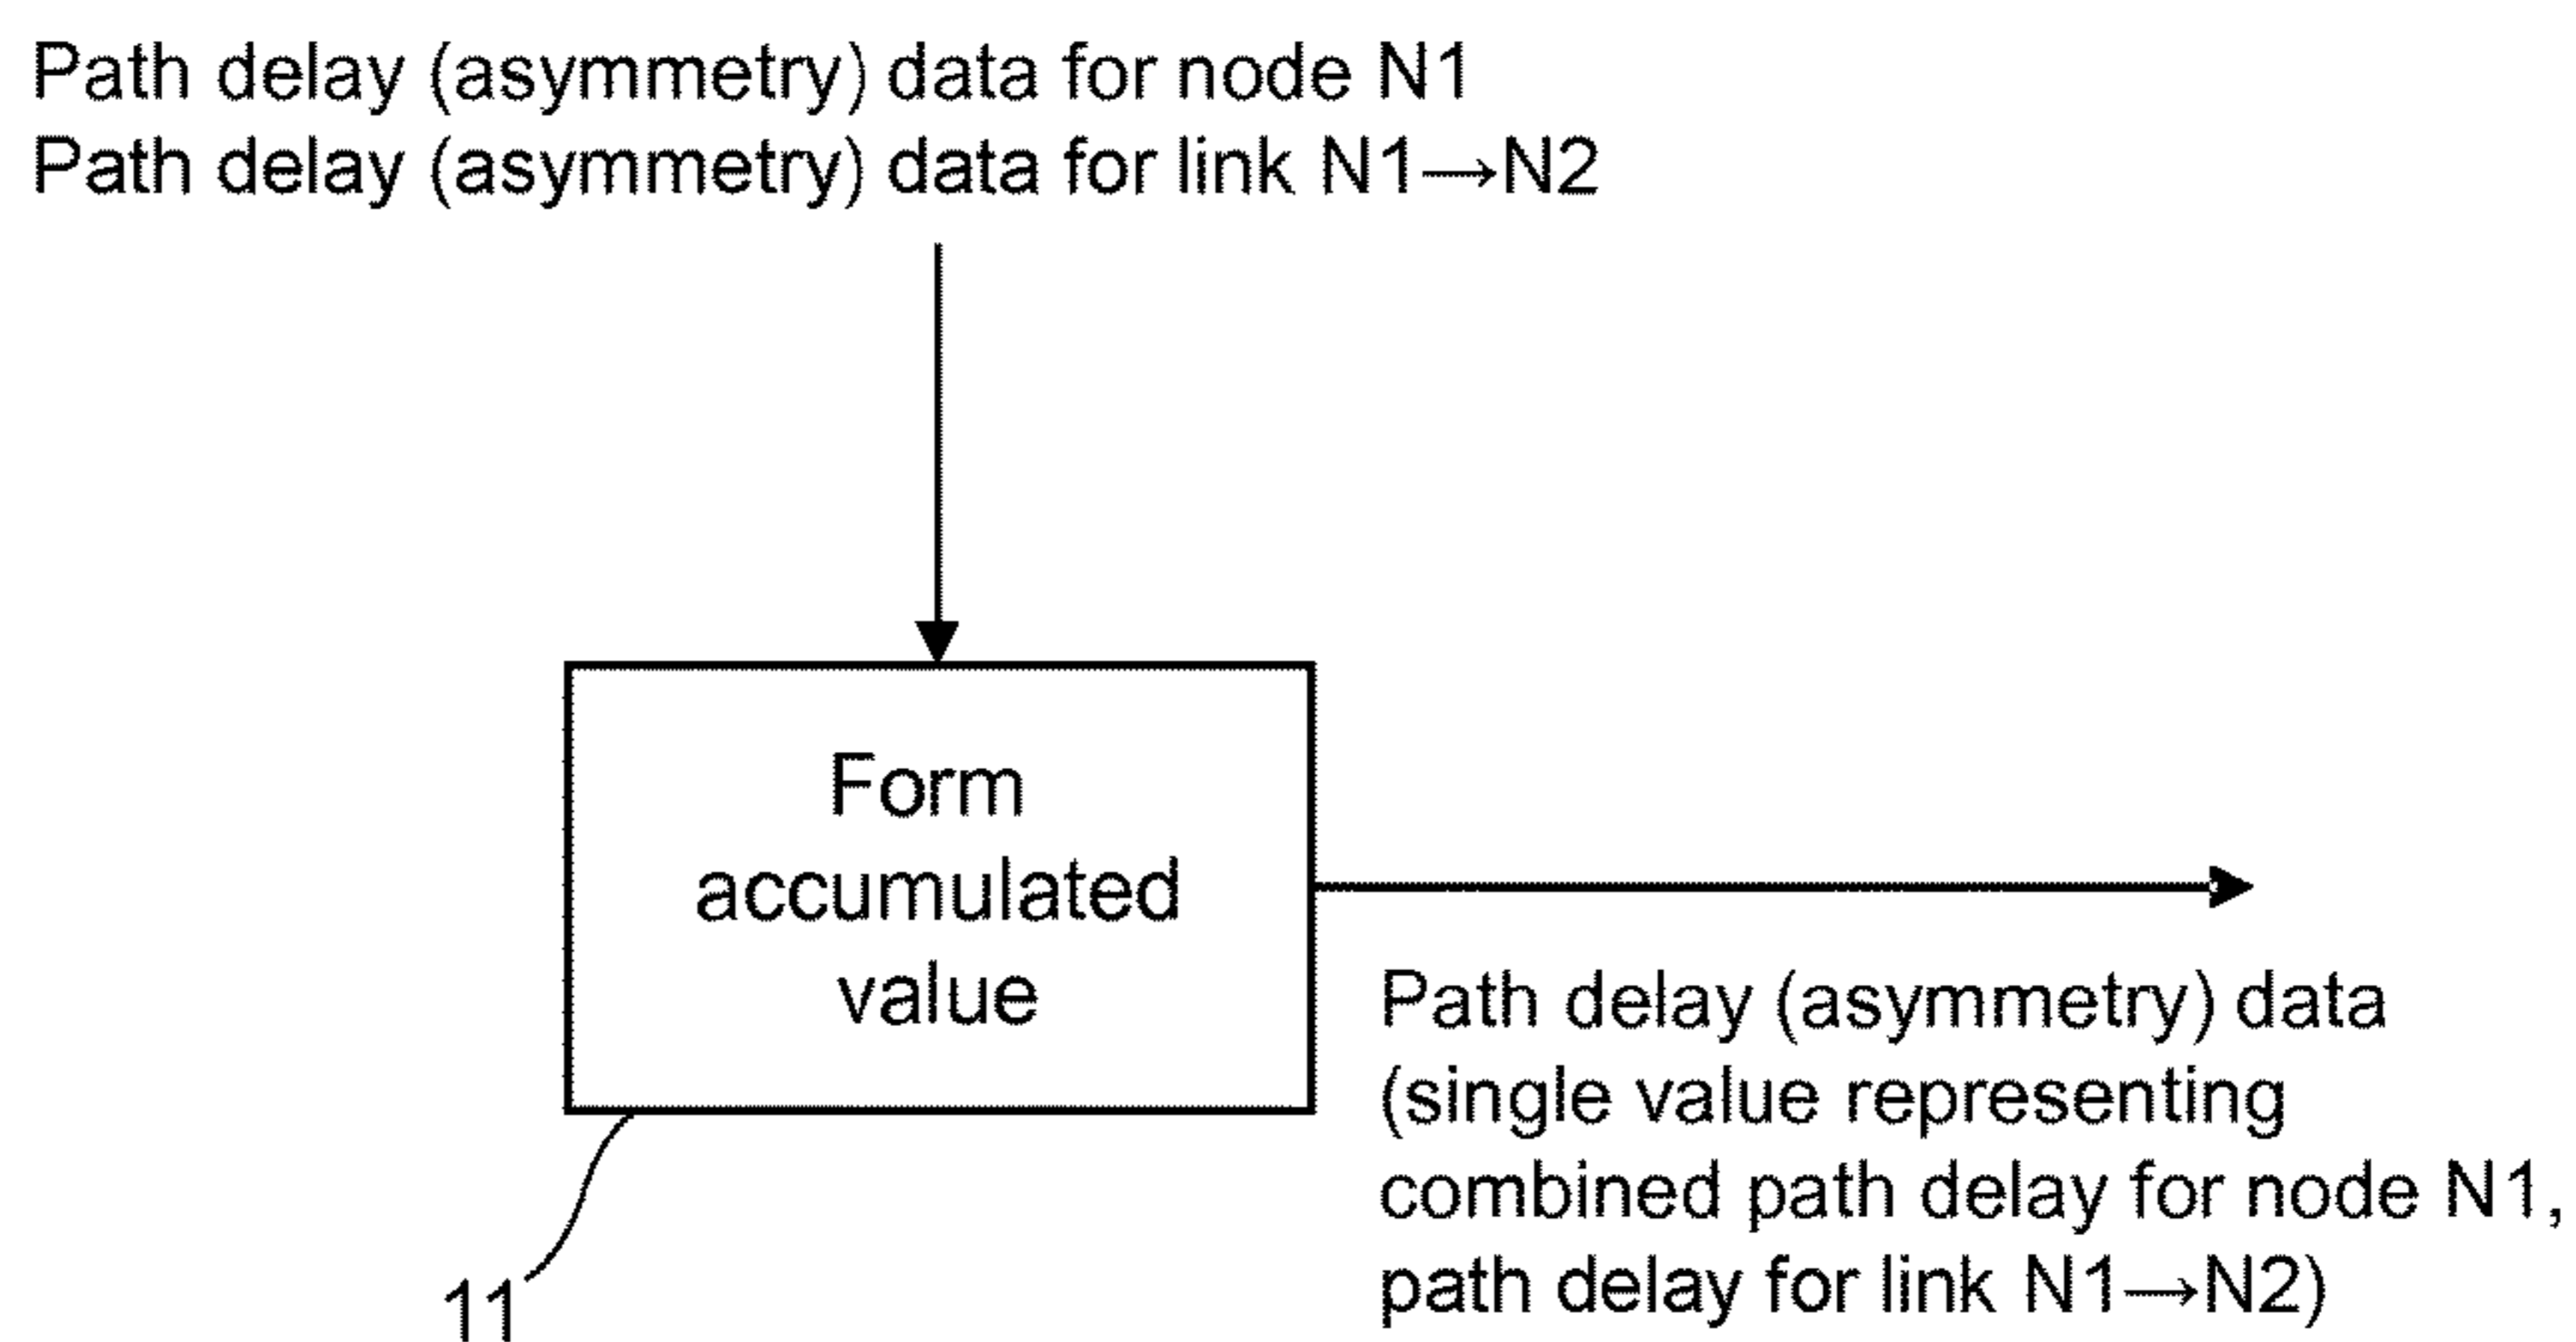 Path delay (asymmetry) data for node N1
Path delay (asymmetry) data for link N1→N2
Form
accumulated
value
Path delay (asymmetry) data
(single value representing
combined path delay for node N1,
path delay for link N1→N2)
11